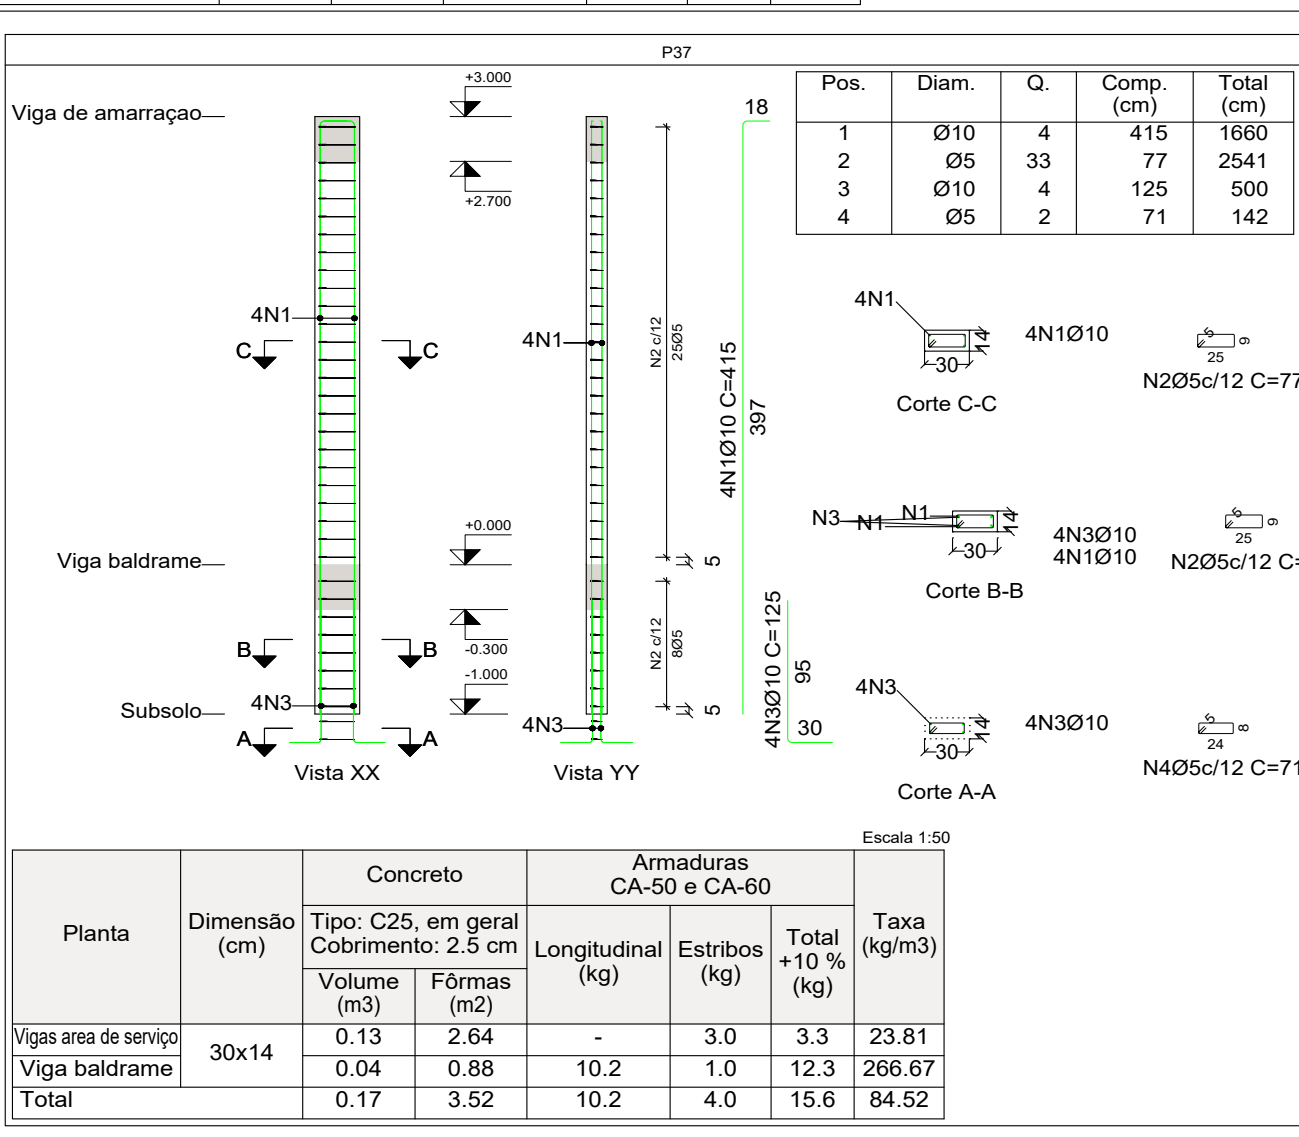 P37
Viga de amarraçao
+3.000
+2.700
4N1
C
C
+0.000
Viga baldrame
-0.300
B
B
-1.000
4N3
Subsolo
A
A
Vista XX
4N1
4N3
Vista YY
N2 c/12
25Ø5
5
N2 c/12
8Ø5
5
18
4N1Ø10 C=415
397
4N3Ø10 C=125
95
30
Pos. Diam. Q. Comp. (cm) Total (cm)
1 Ø10 4 415 1660
2 Ø5 33 77 2541
3 Ø10 4 125 500
4 Ø5 2 71 142
4N1
14
30
4N1Ø10
Corte C-C
5
9
25
N2Ø5c/12 C=77
N3
N1
N1
14
30
4N3Ø10
4N1Ø10
Corte B-B
5
9
25
N2Ø5c/12 C=
4N3
14
30
4N3Ø10
Corte A-A
5
8
24
N4Ø5c/12 C=71
Escala 1:50
Planta
Dimensão
(cm)
Concreto
Tipo: C25, em geral
Cobrimento: 2.5 cm
Volume
(m3)
Fôrmas
(m2)
Armaduras
CA-50 e CA-60
Longitudinal
(kg)
Estribos
(kg)
Total
+10 %
(kg)
Taxa
(kg/m3)
Vigas area de serviço 30x14 0.13 2.64 - 3.0 3.3 23.81
Viga baldrame 0.04 0.88 10.2 1.0 12.3 266.67
Total 0.17 3.52 10.2 4.0 15.6 84.52